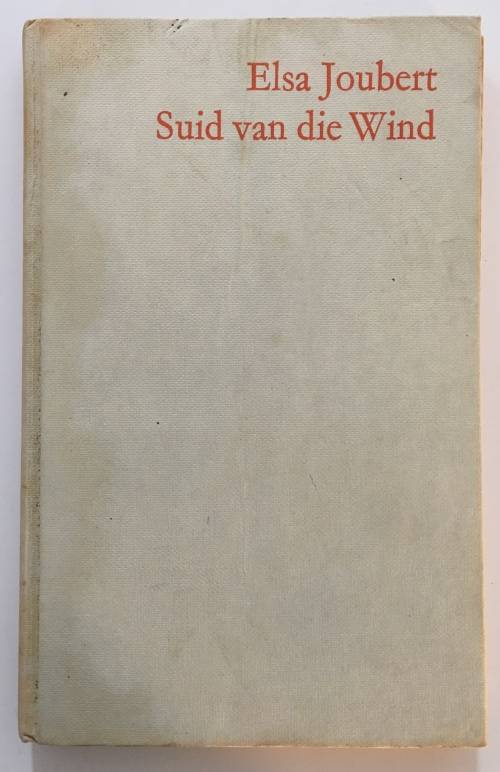 Elsa Joubert
Suid van die Wind